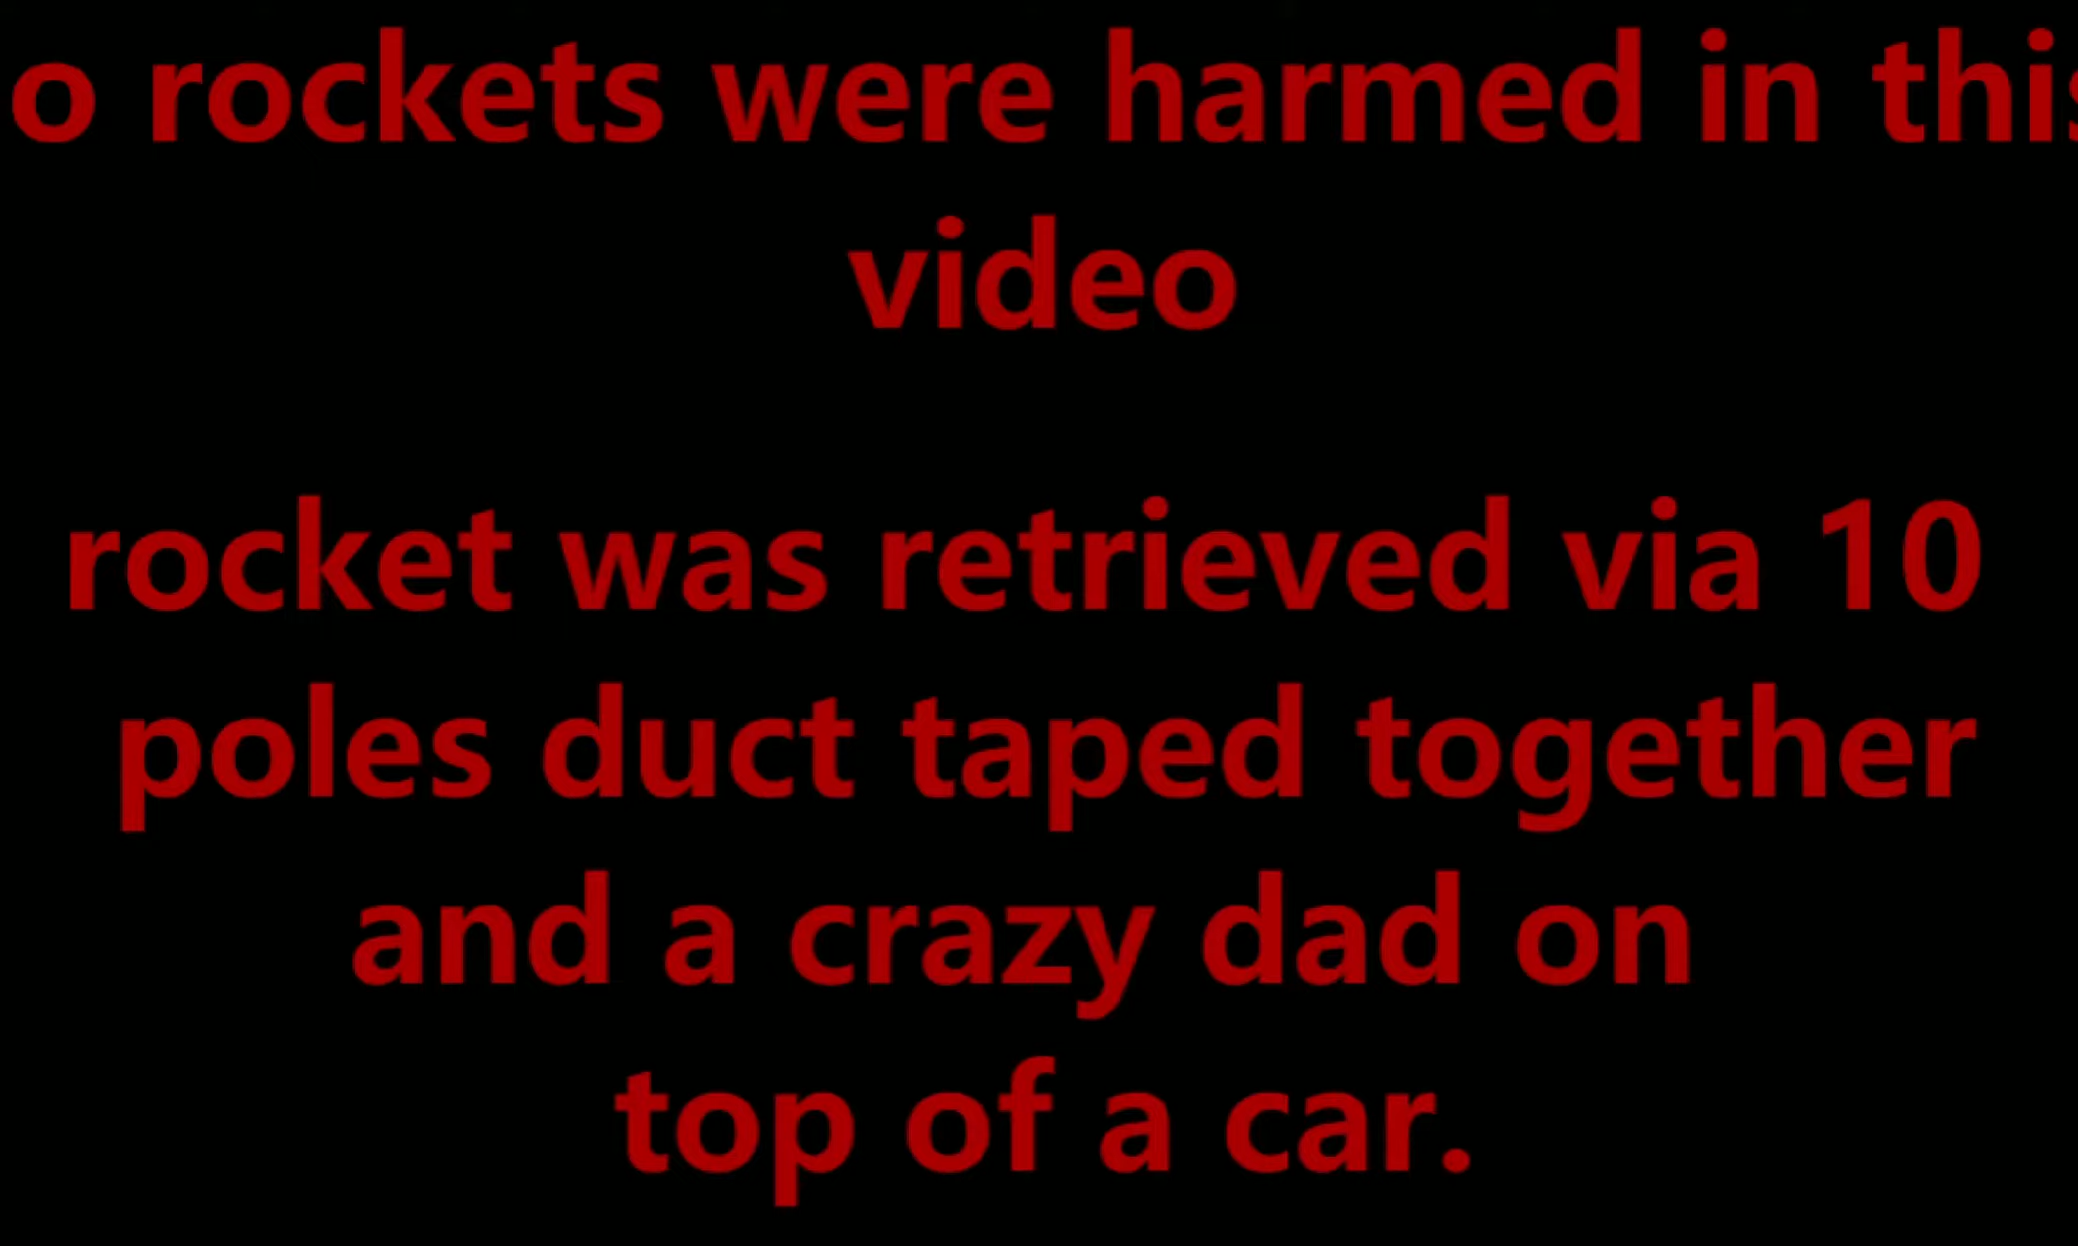 o rockets were harmed in this
video
rocket was retrieved via 10
poles duct taped together
and a crazy dad on
top of a car.